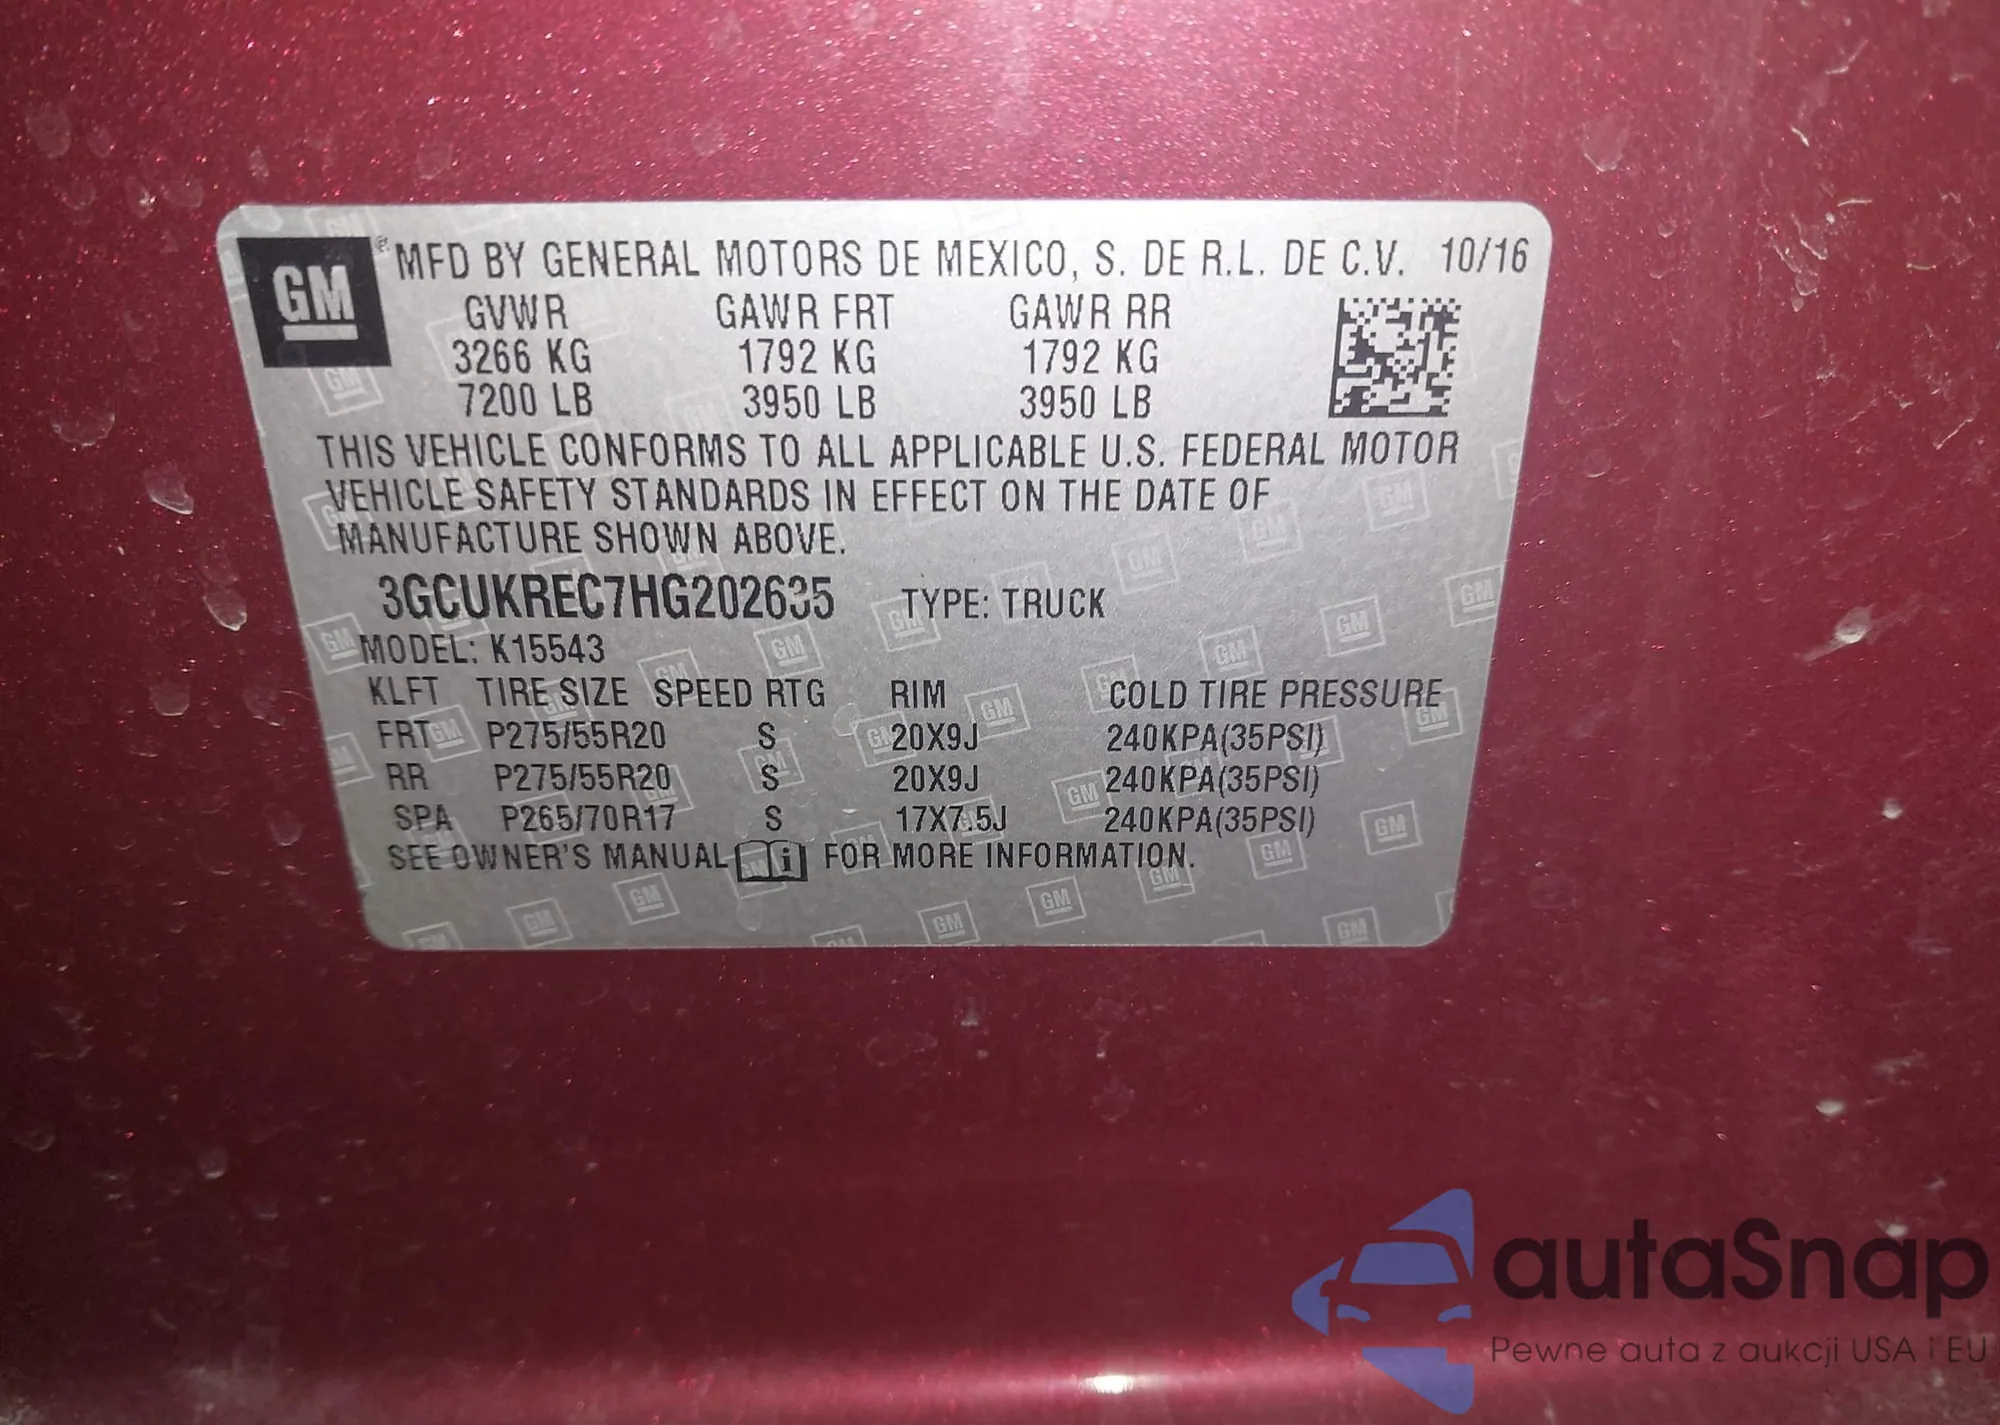 GM
® MFD BY GENERAL MOTORS DE MEXICO, S. DE R.L. DE C.V. 10/16
GVWR GAWR FRT GAWR RR
3266 KG 1792 KG 1792 KG
7200 LB 3950 LB 3950 LB
THIS VEHICLE CONFORMS TO ALL APPLICABLE U.S. FEDERAL MOTOR
VEHICLE SAFETY STANDARDS IN EFFECT ON THE DATE OF
MANUFACTURE SHOWN ABOVE.
3GCUKREC7HG202635 TYPE: TRUCK
MODEL: K15543
KLFT TIRE SIZE SPEED RTG RIM COLD TIRE PRESSURE
FRT P275/55R20 S 20X9J 240KPA(35PSI)
RR P275/55R20 S 20X9J 240KPA(35PSI)
SPA P265/70R17 S 17X7.5J 240KPA(35PSI)
SEE OWNER'S MANUAL i FOR MORE INFORMATION.
autaSnap
Pewne auta z aukcji USA i EU